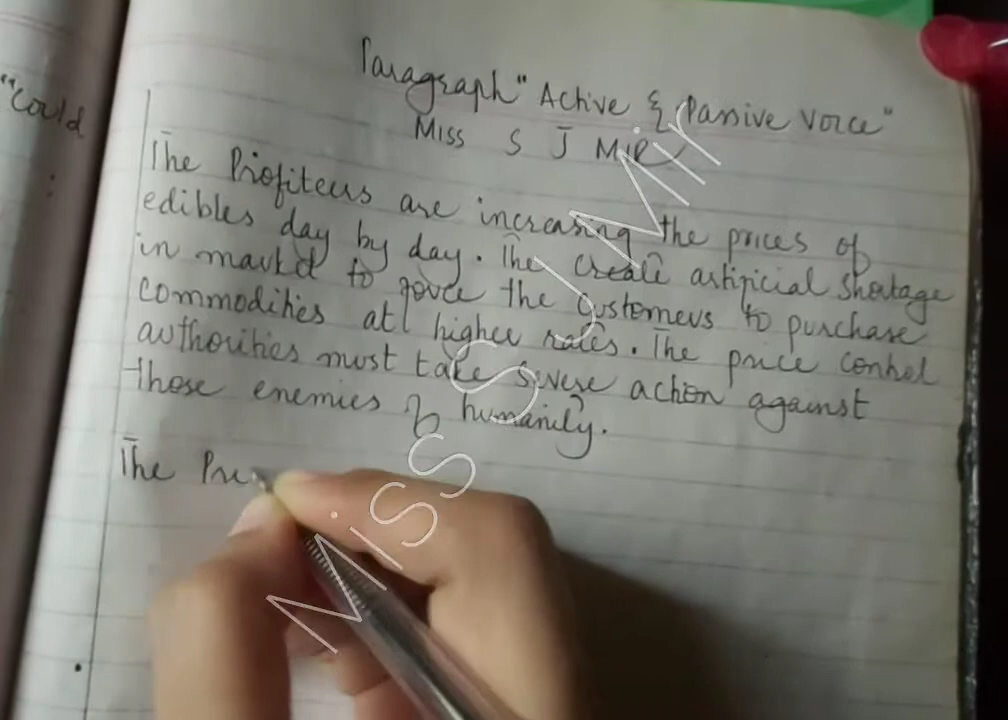 "Could
Paragraph "Active & Passive Voice"
Miss S J MIR
The Profiteers are increasing the prices of
edibles day by day. The create artificial Shortage
in market to force the customers to purchase
commodities at higher rates. The price control
authorities must take severe action against
those enemies of humanity.
The Pri
Miss S J Mir